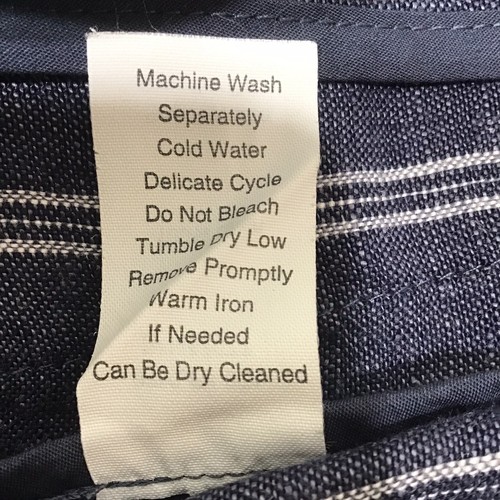 Machine Wash
Separately
Cold Water
Delicate Cycle
Do Not Bleach
Tumble Dry Low
Remove Promptly
Warm Iron
If Needed
Can Be Dry Cleaned